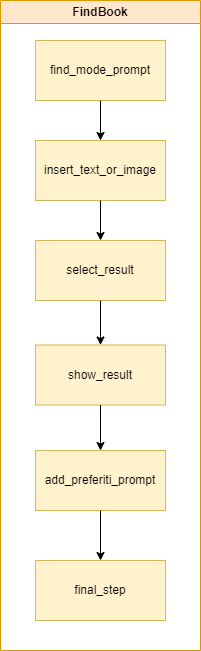 FindBook
find_mode_prompt
insert_text_or_image
select_result
show_result
add_preferiti_prompt
final_step